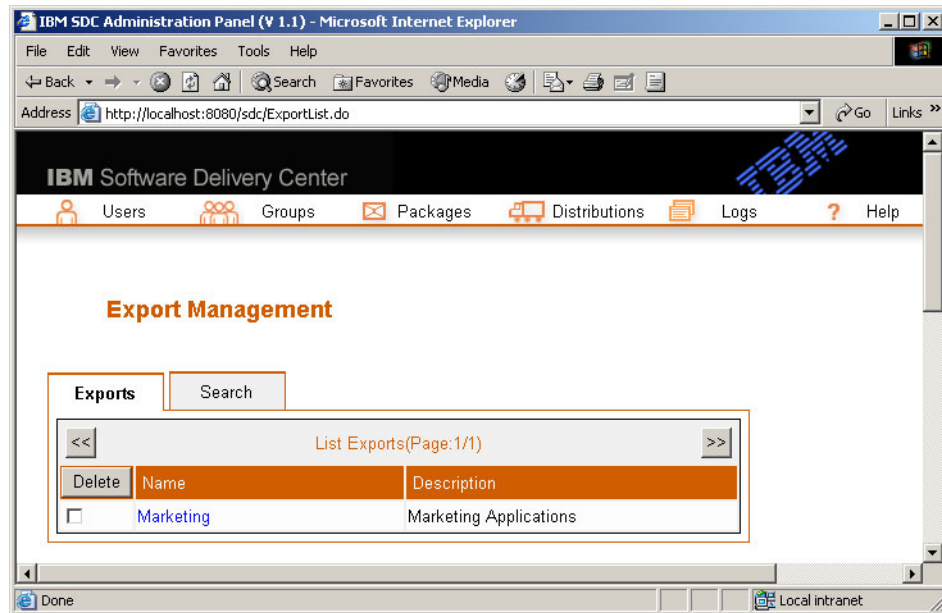 IBM SDC Administration Panel (V 1.1) - Microsoft Internet Explorer
File Edit View Favorites Tools Help
Back Search Favorites Media
Address http://localhost:8080/sdc/ExportList.do Go Links »
IBM Software Delivery Center IBM
Users Groups Packages Distributions Logs ? Help
Export Management
Exports Search
<< List Exports(Page:1/1) >>
Delete Name Description
Marketing Marketing Applications
Done Local intranet